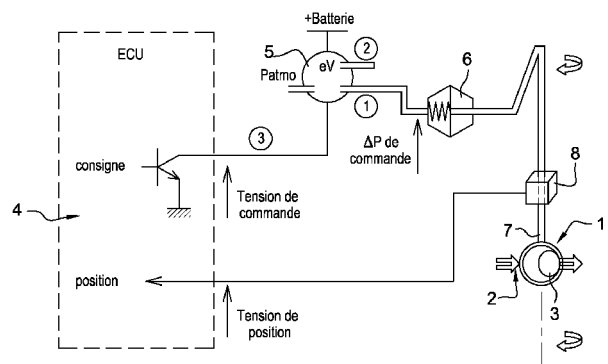 +Batterie
ECU
5
eV
2
Patmo
1
6
ΔP de
commande
3
consigne
4
Tension de
commande
8
7
1
position
2
3
Tension de
position